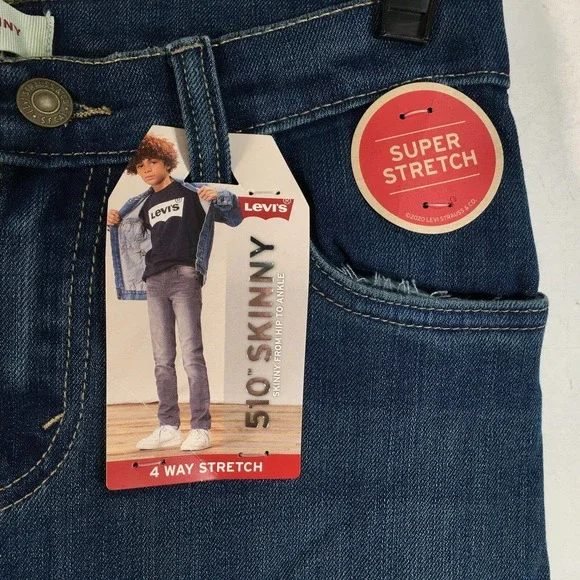 SUPER
STRETCH
©2020 LEVI STRAUSS & CO.
LEVI'S
Levi's
510™ SKINNY
SKINNY FROM HIP TO ANKLE
4 WAY STRETCH